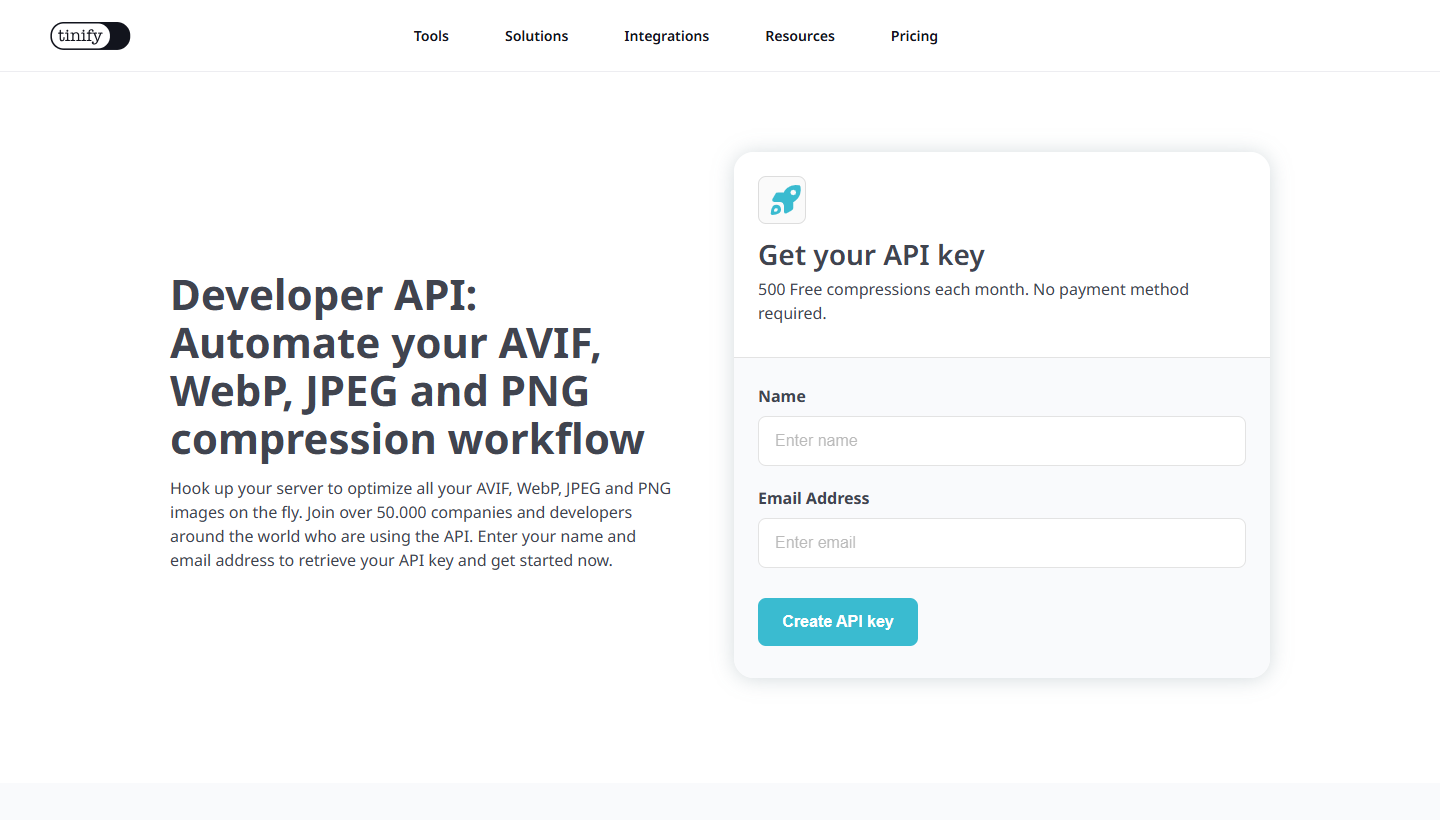 tinify
Tools
Solutions
Integrations
Resources
Pricing
Developer API:
Automate your AVIF,
WebP, JPEG and PNG
compression workflow
Hook up your server to optimize all your AVIF, WebP, JPEG and PNG
images on the fly. Join over 50.000 companies and developers
around the world who are using the API. Enter your name and
email address to retrieve your API key and get started now.
Get your API key
500 Free compressions each month. No payment method
required.
Name
Enter name
Email Address
Enter email
Create API key